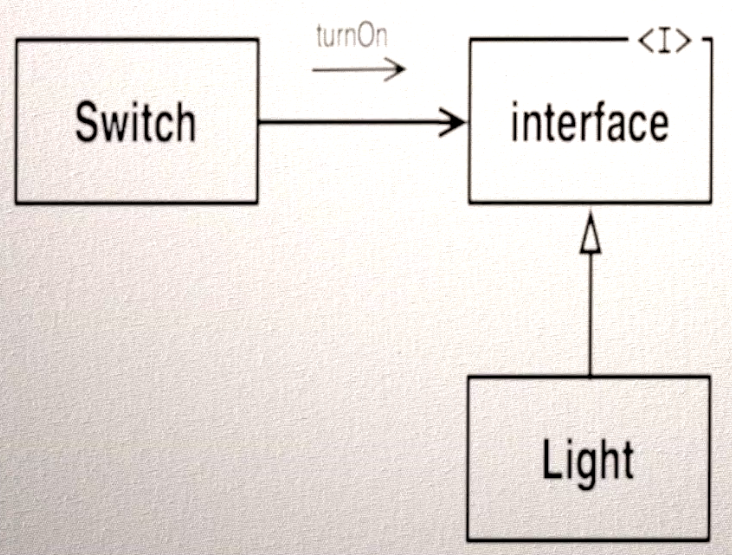 turnOn
<I>
Switch
interface
Light